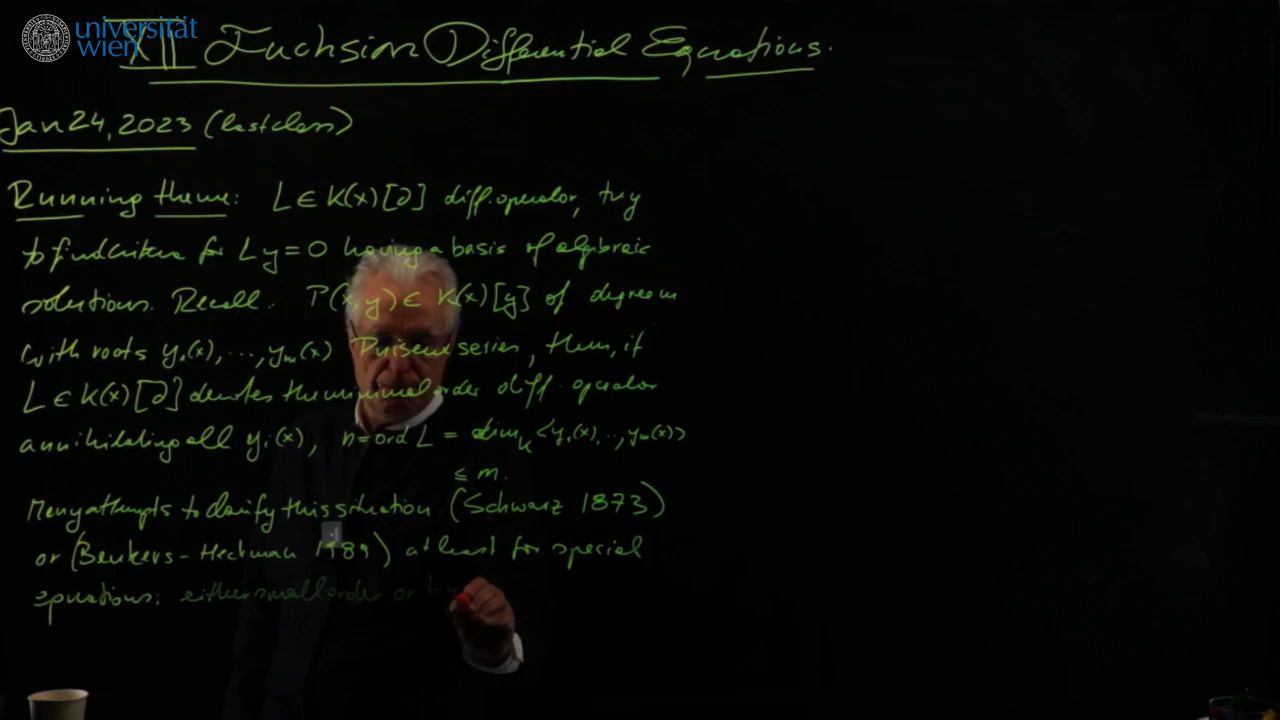 universität
wien
XII Fuchsian Differential Equations.
Jan 24, 2023 (last class)
Running theme: L ∈ K(x)[∂] diff. operator, try
to find criteria for Ly = 0 having a basis of algebraic
solutions. Recall. P(x,y) ∈ K(x)[y] of degree m
with roots y₁(x), ..., yₘ(x) Puiseux series, then, if
L ∈ K(x)[∂] denotes the minimal order diff. operator
annihilating all yᵢ(x), n = ord L = dim_K <y₁(x), .., yₘ(x)>
≤ m.
Many attempts to clarify this situation (Schwarz 1873)
or (Beukers-Heckman 1989) at least for special
equations: either small order or h